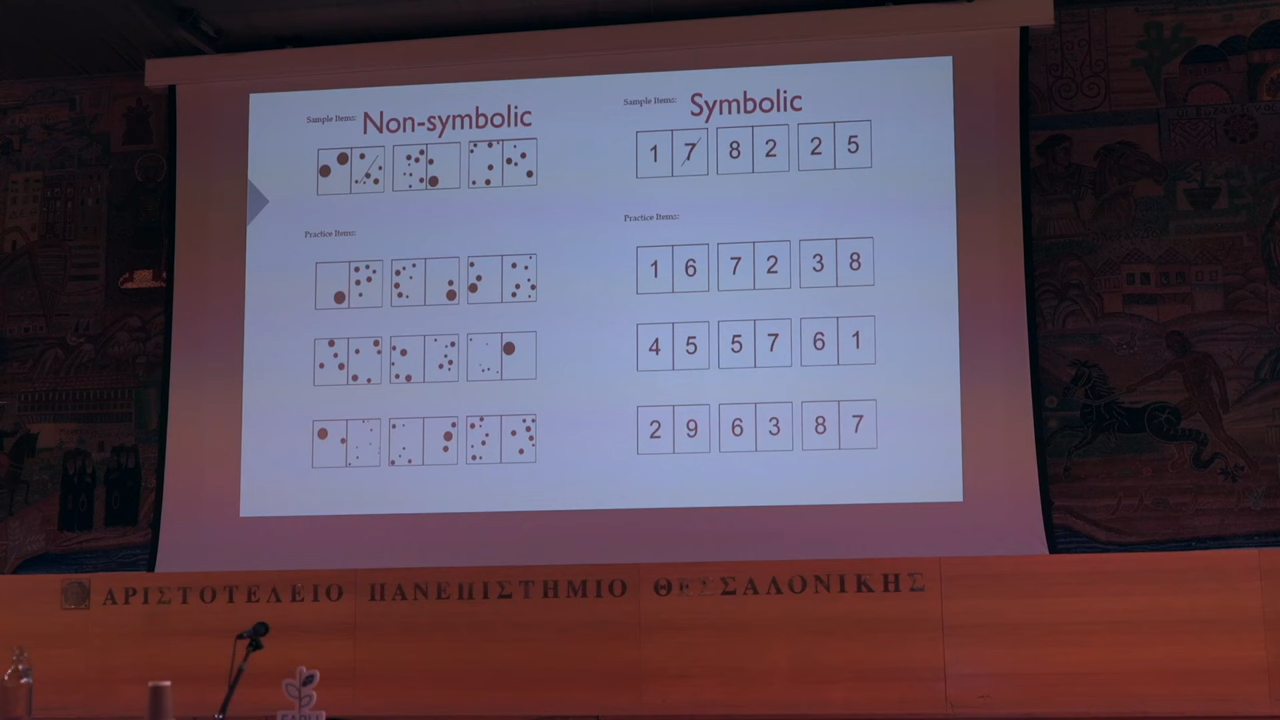 Sample Items: Non-symbolic
Practice Items:
Sample Items: Symbolic
1 7 8 2 2 5
Practice Items:
1 6 7 2 3 8
4 5 5 7 6 1
2 9 6 3 8 7
ΑΡΙΣΤΟΤΕΛΕΙΟ ΠΑΝΕΠΙΣΤΗΜΙΟ ΘΕΣΣΑΛΟΝΙΚΗΣ